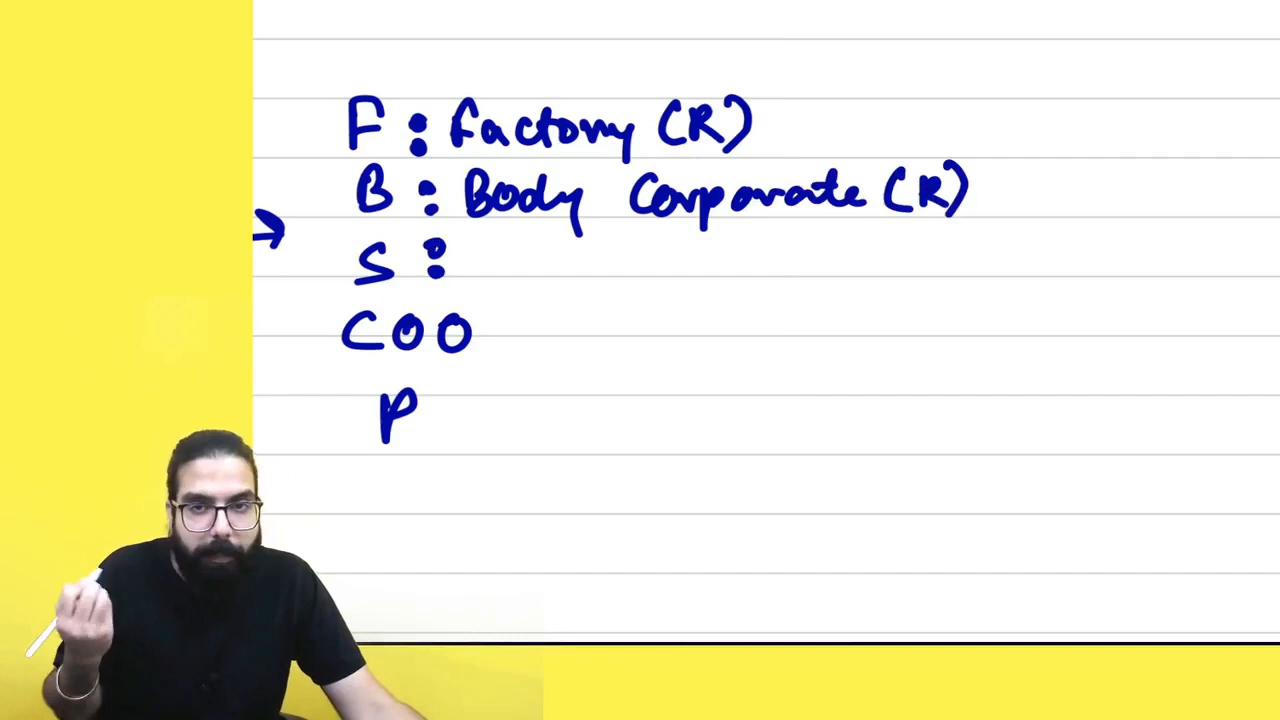 F : Factory (R)
B : Body Corporate (R)
→
S :
COO
P